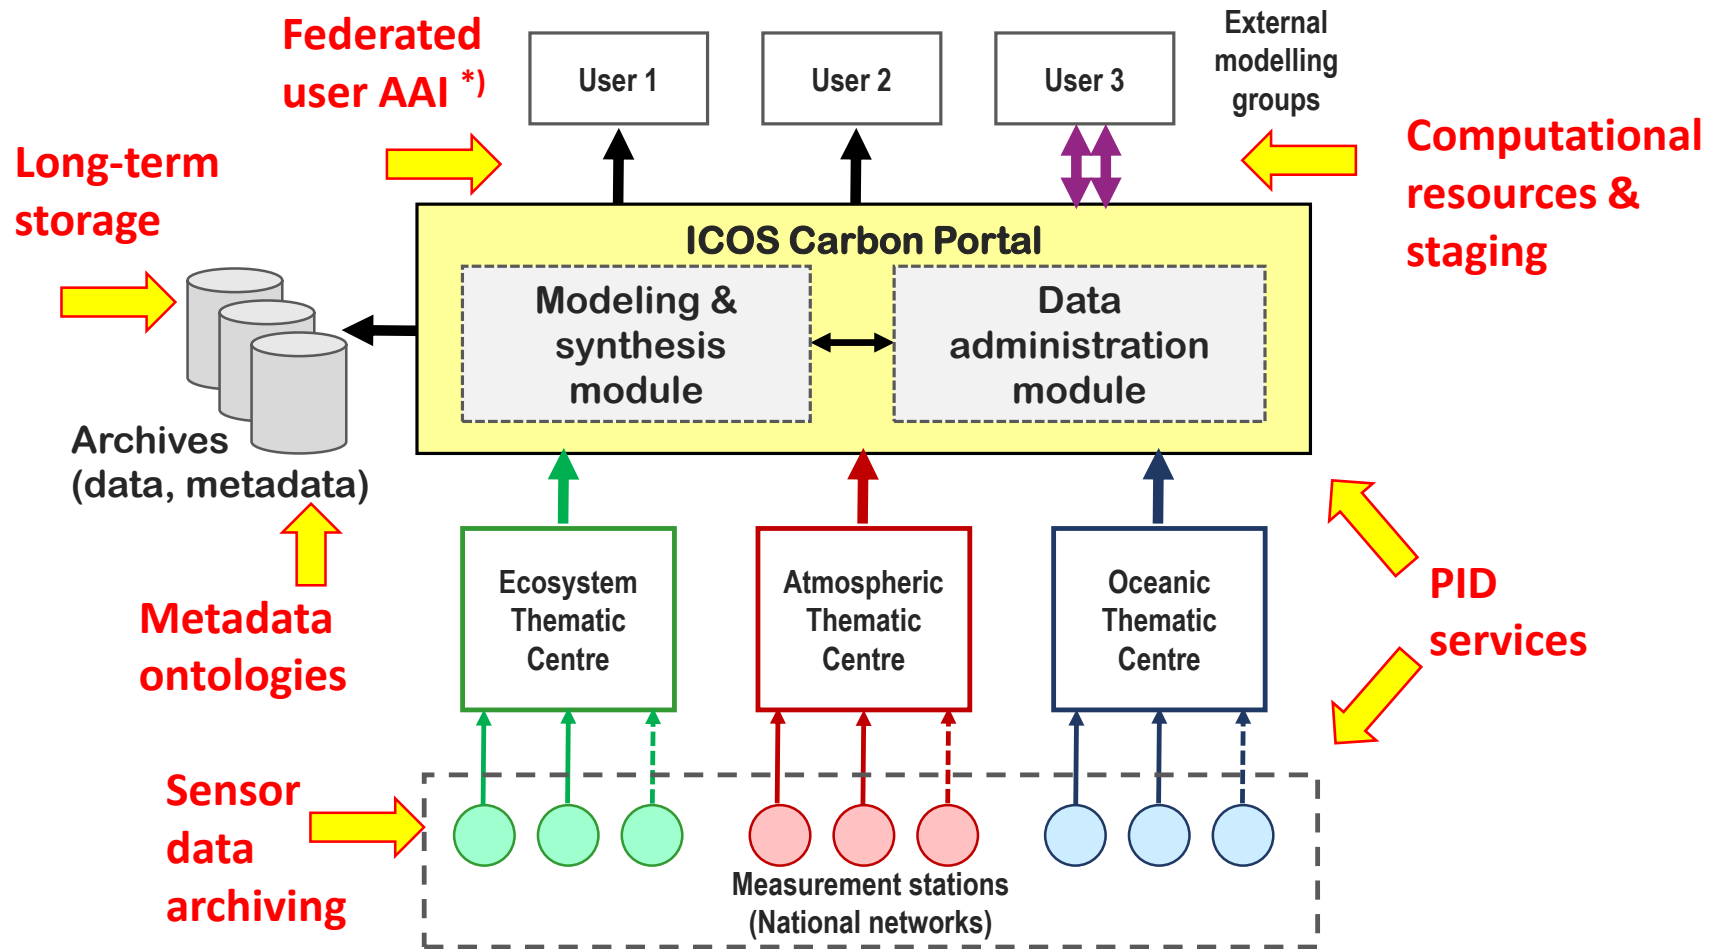 Federated
user AAI *)
User 1
User 2
User 3
External
modelling
groups
Computational
resources &
staging
Long-term
storage
ICOS Carbon Portal
Modeling &
synthesis
module
Data
administration
module
Archives
(data, metadata)
Metadata
ontologies
Ecosystem
Thematic
Centre
Atmospheric
Thematic
Centre
Oceanic
Thematic
Centre
PID
services
Sensor
data
archiving
Measurement stations
(National networks)